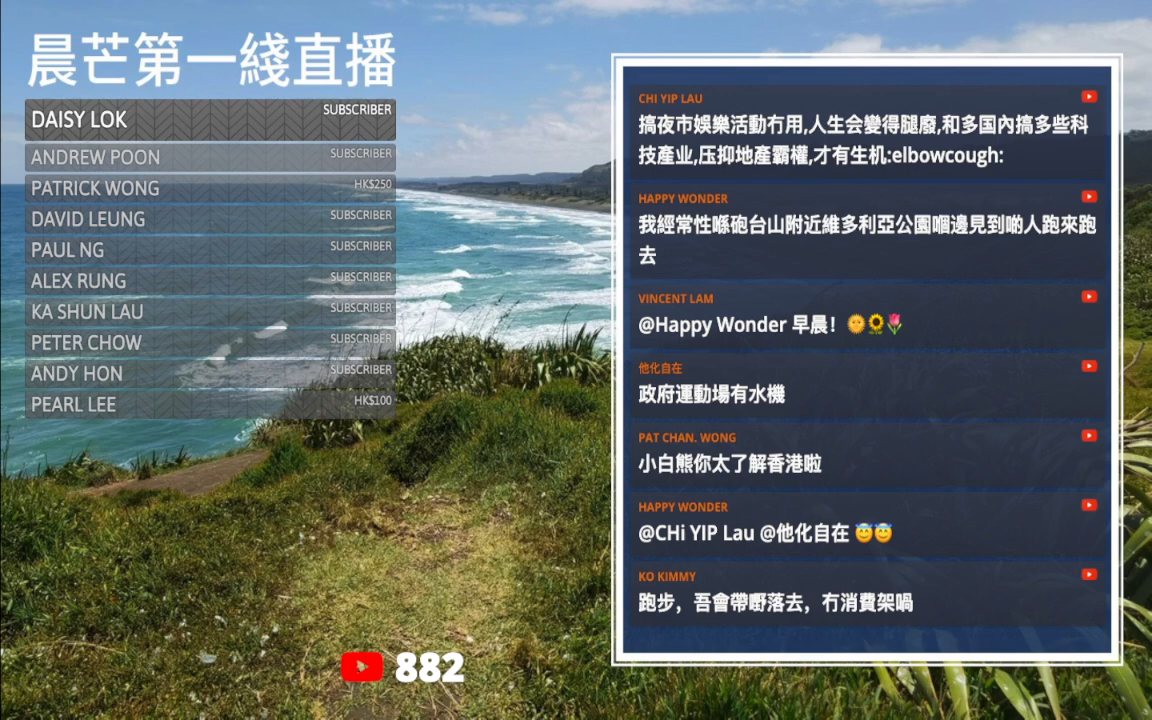 晨芒第一綫直播
DAISY LOK SUBSCRIBER
ANDREW POON SUBSCRIBER
PATRICK WONG HK$250
DAVID LEUNG SUBSCRIBER
PAUL NG SUBSCRIBER
ALEX RUNG SUBSCRIBER
KA SHUN LAU SUBSCRIBER
PETER CHOW SUBSCRIBER
ANDY HON SUBSCRIBER
PEARL LEE HK$100
882
CHI YIP LAU
搞夜市娛樂活動冇用,人生会變得腿廢,和多国內搞多些科
技產业,压抑地產霸權,才有生机:elbowcough:
HAPPY WONDER
我經常性喺砲台山附近維多利亞公園嗰邊見到啲人跑來跑
去
VINCENT LAM
@Happy Wonder 早晨！🌞🌻🌷
他化自在
政府運動場有水機
PAT CHAN. WONG
小白熊你太了解香港啦
HAPPY WONDER
@CHi YIP Lau @他化自在 😇😇
KO KIMMY
跑步，吾會帶嘢落去，冇消費架喎